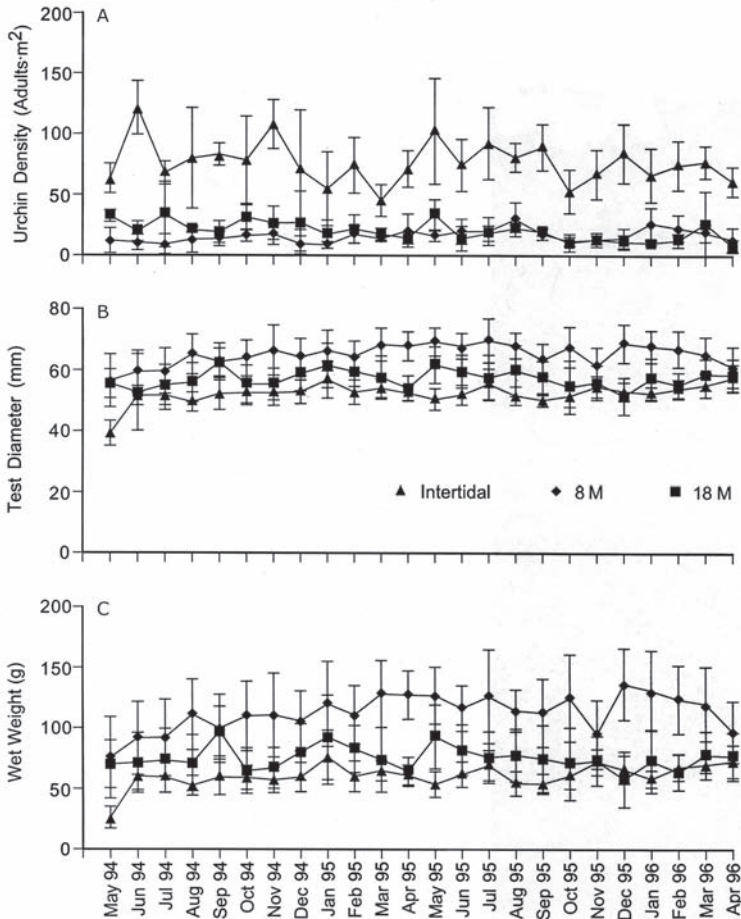 A
Urchin Density (Adults·m²)
200
150
100
50
0
B
Test Diameter (mm)
80
60
40
20
0
Intertidal 8 M 18 M
C
Wet Weight (g)
200
150
100
50
0
May 94
Jun 94
Jul 94
Aug 94
Sep 94
Oct 94
Nov 94
Dec 94
Jan 95
Feb 95
Mar 95
Apr 95
May 95
Jun 95
Jul 95
Aug 95
Sep 95
Oct 95
Nov 95
Dec 95
Jan 96
Feb 96
Mar 96
Apr 96